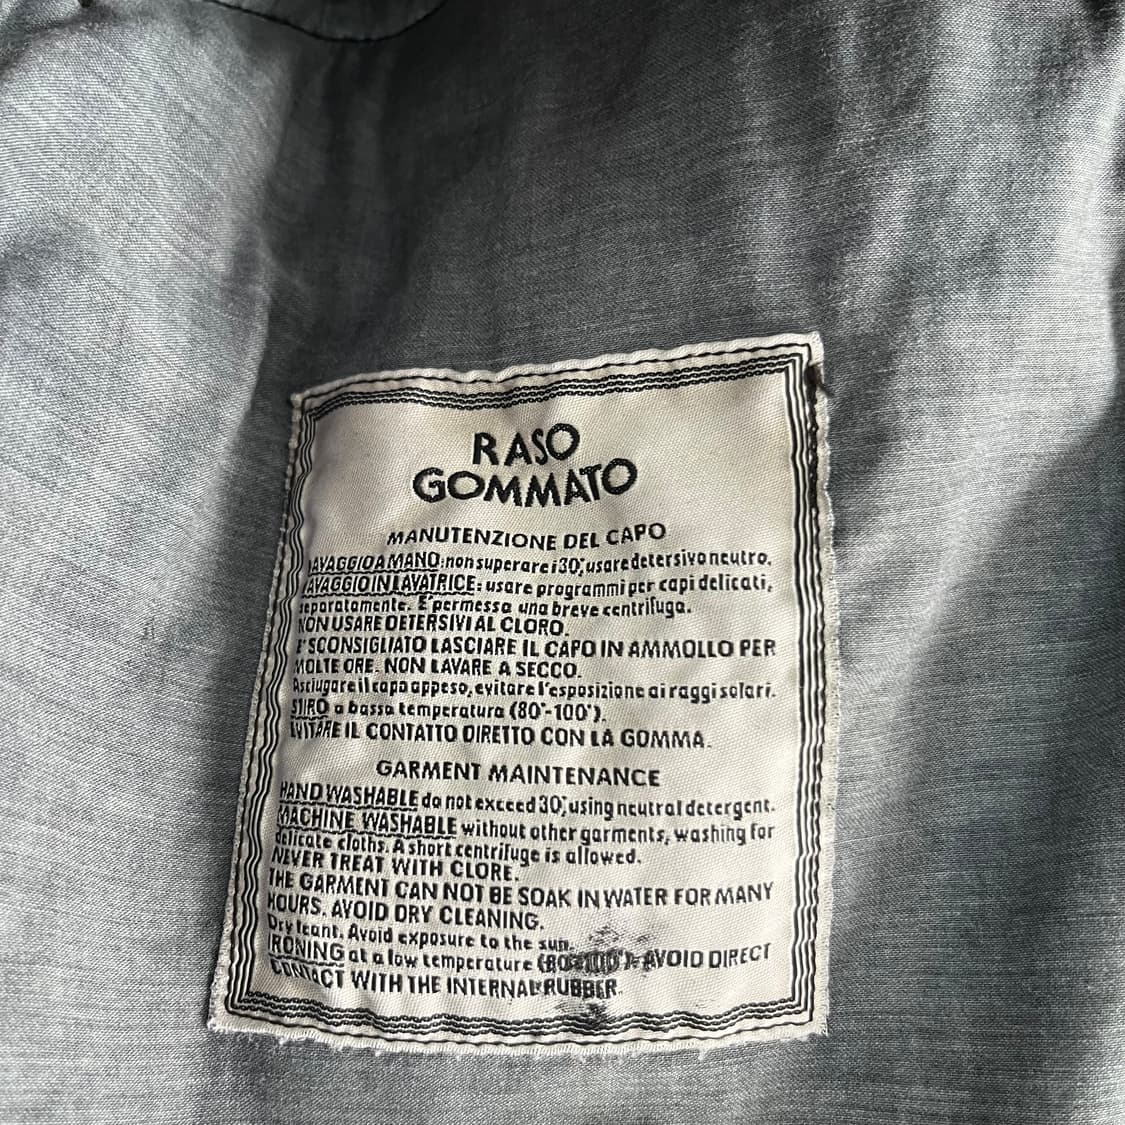 RASO
GOMMATO
MANUTENZIONE DEL CAPO
LAVAGGIO A MANO: non superare i 30°, usare detersivo neutro.
LAVAGGIO IN LAVATRICE: usare programmi per capi delicati,
separatamente. E' permessa una breve centrifuga.
NON USARE DETERSIVI AL CLORO.
E' SCONSIGLIATO LASCIARE IL CAPO IN AMMOLLO PER
MOLTE ORE. NON LAVARE A SECCO.
Asciugare il capo appeso, evitare l'esposizione ai raggi solari.
STIRO a bassa temperatura (80°-100°).
EVITARE IL CONTATTO DIRETTO CON LA GOMMA.
GARMENT MAINTENANCE
HAND WASHABLE do not exceed 30°, using neutral detergent.
MACHINE WASHABLE without other garments, washing for
delicate cloths. A short centrifuge is allowed.
NEVER TREAT WITH CLORE.
THE GARMENT CAN NOT BE SOAK IN WATER FOR MANY
HOURS. AVOID DRY CLEANING.
Dry leant. Avoid exposure to the sun.
IRONING at a low temperature (80°-100°). AVOID DIRECT
CONTACT WITH THE INTERNAL RUBBER.